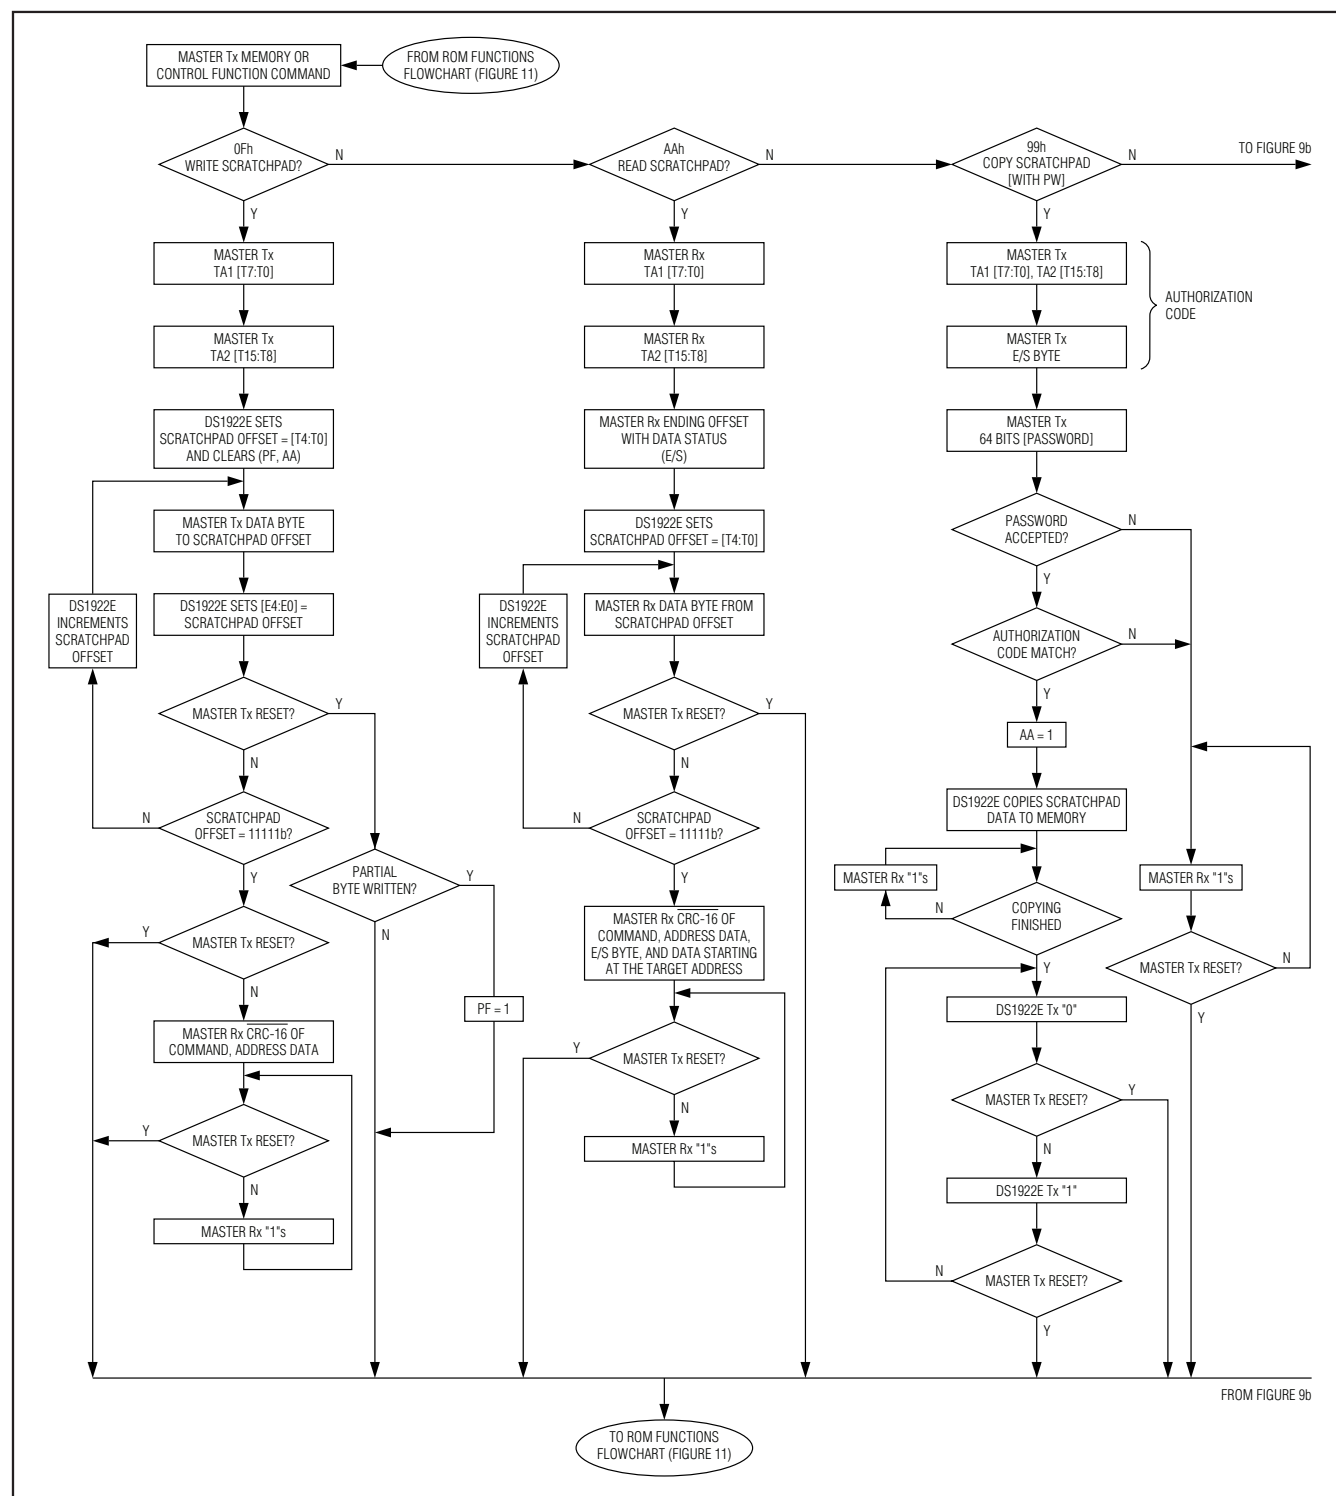 MASTER Tx MEMORY OR
CONTROL FUNCTION COMMAND
FROM ROM FUNCTIONS
FLOWCHART (FIGURE 11)
0Fh
WRITE SCRATCHPAD?
N
Y
AAh
READ SCRATCHPAD?
N
Y
99h
COPY SCRATCHPAD
[WITH PW]
N
Y
TO FIGURE 9b
MASTER Tx
TA1 [T7:T0]
MASTER Tx
TA2 [T15:T8]
DS1922E SETS
SCRATCHPAD OFFSET = [T4:T0]
AND CLEARS (PF, AA)
MASTER Tx DATA BYTE
TO SCRATCHPAD OFFSET
DS1922E SETS [E4:E0] =
SCRATCHPAD OFFSET
DS1922E
INCREMENTS
SCRATCHPAD
OFFSET
MASTER Tx RESET?
Y
N
SCRATCHPAD
OFFSET = 11111b?
N
Y
PARTIAL
BYTE WRITTEN?
Y
N
PF = 1
MASTER Tx RESET?
Y
N
MASTER Rx CRC-16 OF
COMMAND, ADDRESS DATA
MASTER Tx RESET?
Y
N
MASTER Rx "1"s
MASTER Rx
TA1 [T7:T0]
MASTER Rx
TA2 [T15:T8]
MASTER Rx ENDING OFFSET
WITH DATA STATUS
(E/S)
DS1922E SETS
SCRATCHPAD OFFSET = [T4:T0]
MASTER Rx DATA BYTE FROM
SCRATCHPAD OFFSET
DS1922E
INCREMENTS
SCRATCHPAD
OFFSET
MASTER Tx RESET?
Y
N
SCRATCHPAD
OFFSET = 11111b?
N
Y
MASTER Rx CRC-16 OF
COMMAND, ADDRESS DATA,
E/S BYTE, AND DATA STARTING
AT THE TARGET ADDRESS
MASTER Tx RESET?
Y
N
MASTER Rx "1"s
MASTER Tx
TA1 [T7:T0], TA2 [T15:T8]
MASTER Tx
E/S BYTE
AUTHORIZATION
CODE
MASTER Tx
64 BITS [PASSWORD]
PASSWORD
ACCEPTED?
N
Y
AUTHORIZATION
CODE MATCH?
N
Y
AA = 1
DS1922E COPIES SCRATCHPAD
DATA TO MEMORY
MASTER Rx "1"s
N
COPYING
FINISHED
Y
MASTER Rx "1"s
MASTER Tx RESET?
N
Y
DS1922E Tx "0"
MASTER Tx RESET?
Y
N
DS1922E Tx "1"
MASTER Tx RESET?
N
Y
FROM FIGURE 9b
TO ROM FUNCTIONS
FLOWCHART (FIGURE 11)